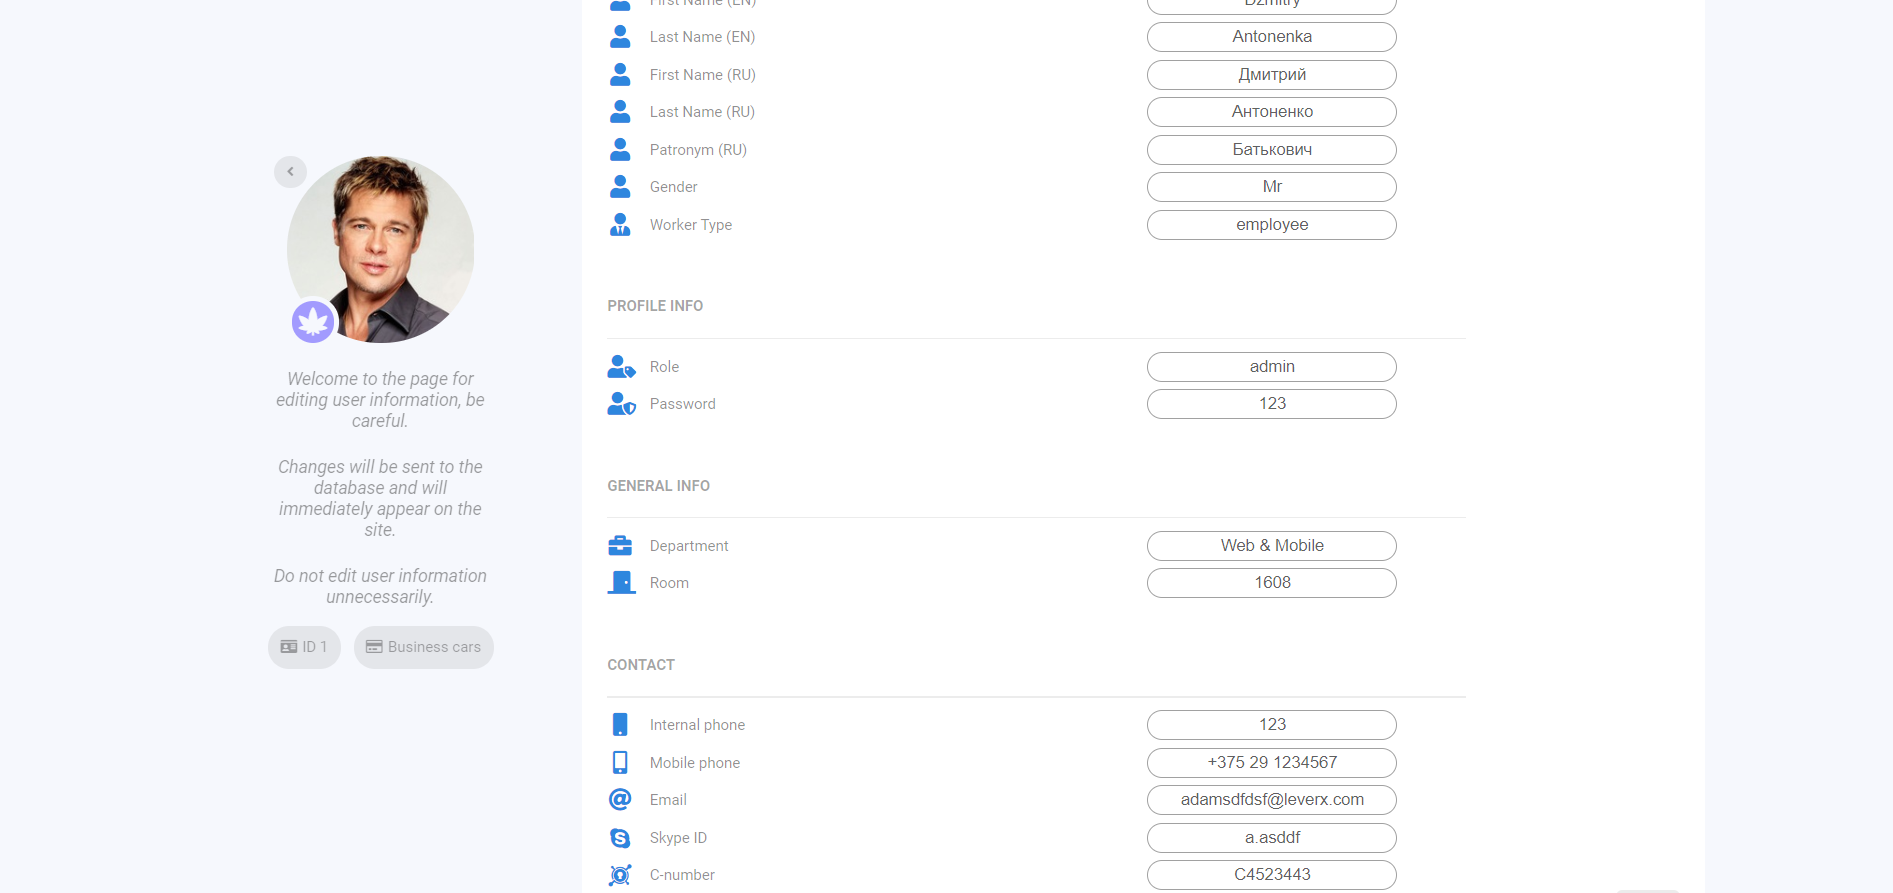 Welcome to the page for
editing user information, be
careful.
Changes will be sent to the
database and will
immediately appear on the
site.
Do not edit user information
unnecessarily.
ID 1
Business cars
First Name (EN) Dzmitry
Last Name (EN) Antonenka
First Name (RU) Дмитрий
Last Name (RU) Антоненко
Patronym (RU) Батькович
Gender Mr
Worker Type employee
PROFILE INFO
Role admin
Password 123
GENERAL INFO
Department Web & Mobile
Room 1608
CONTACT
Internal phone 123
Mobile phone +375 29 1234567
Email adamsdfdsf@leverx.com
Skype ID a.asddf
C-number C4523443